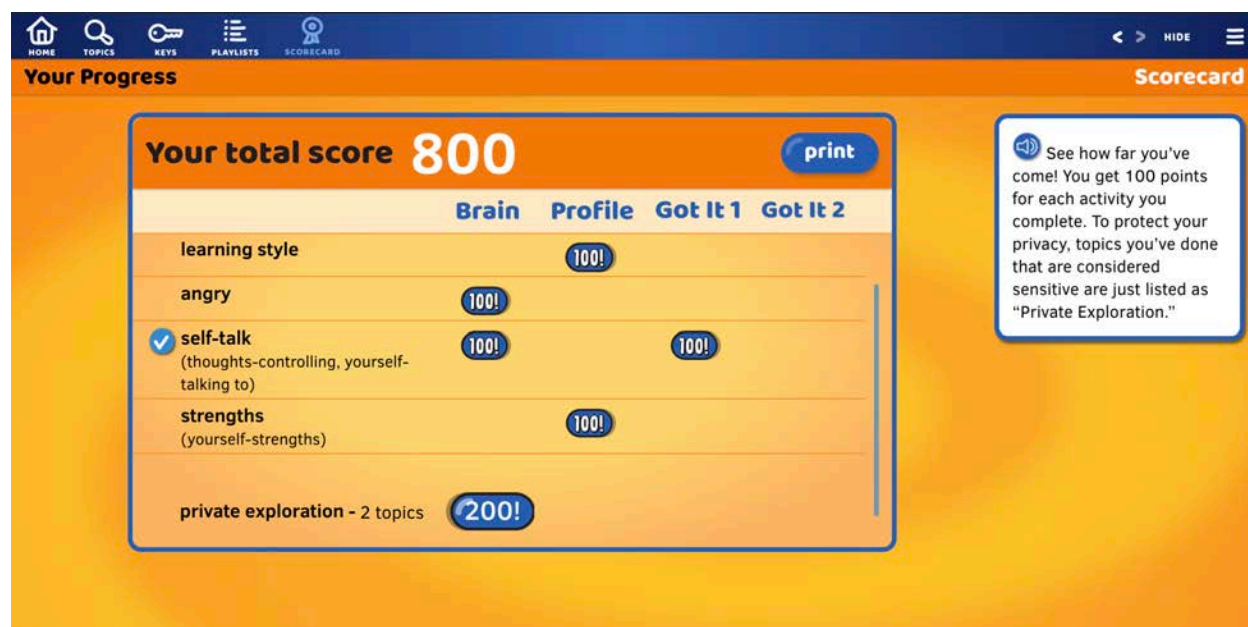 HOME TOPICS KEYS PLAYLISTS SCORECARD < > HIDE
Your Progress
Scorecard
Your total score 800
print
Brain Profile Got It 1 Got It 2
learning style 100!
angry 100!
self-talk 100! 100!
(thoughts-controlling, yourself-
talking to)
strengths 100!
(yourself-strengths)
private exploration - 2 topics 200!
See how far you've
come! You get 100 points
for each activity you
complete. To protect your
privacy, topics you've done
that are considered
sensitive are just listed as
“Private Exploration.”